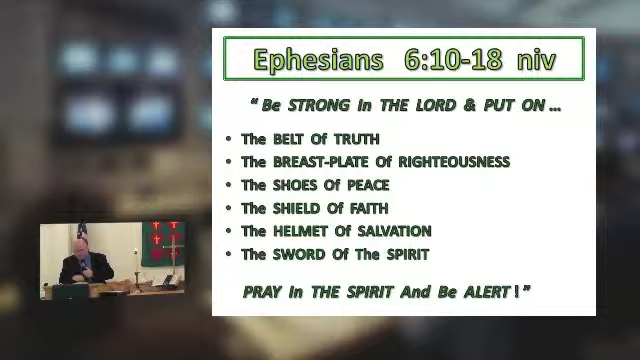 Ephesians 6:10-18 niv
“ Be STRONG In THE LORD & PUT ON ...
• The BELT Of TRUTH
• The BREAST-PLATE Of RIGHTEOUSNESS
• The SHOES Of PEACE
• The SHIELD Of FAITH
• The HELMET Of SALVATION
• The SWORD Of The SPIRIT
PRAY In THE SPIRIT And Be ALERT ! ”